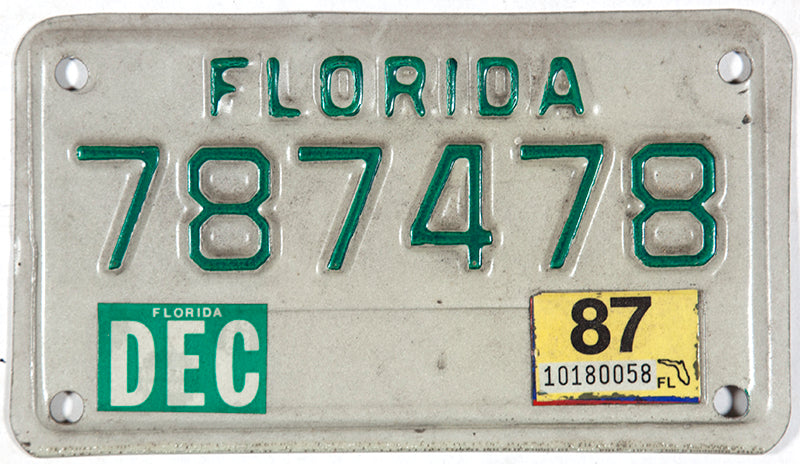 FLORIDA
787478
FLORIDA
DEC
87
10180058 FL